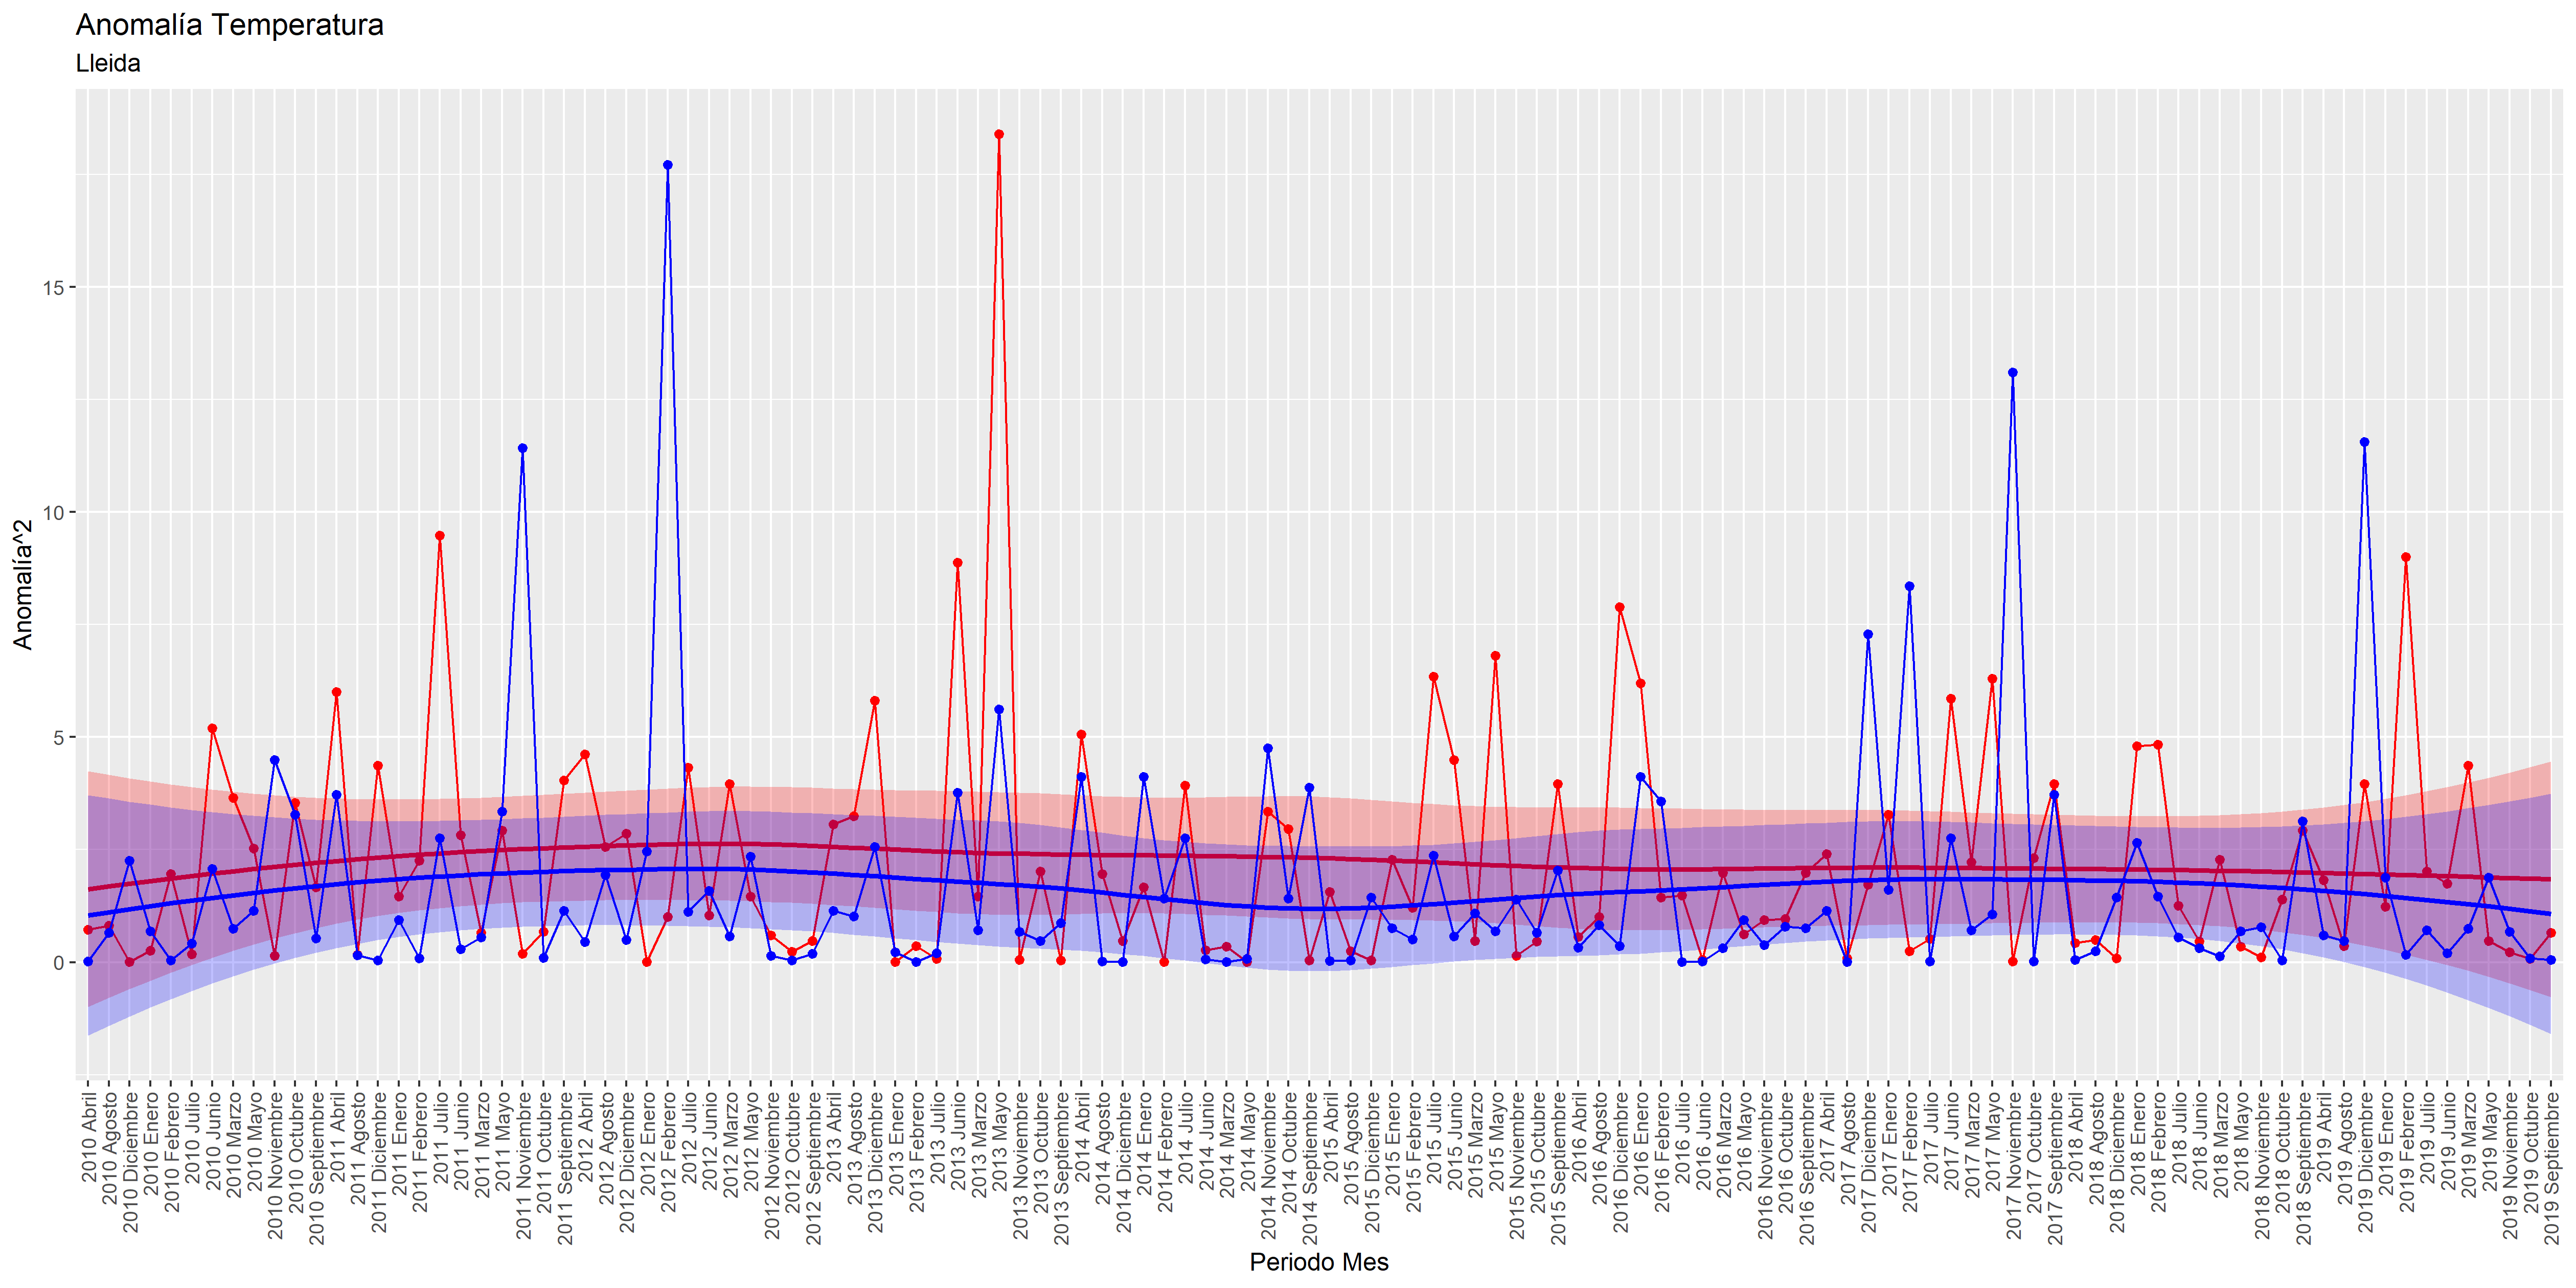 Anomalía Temperatura
Lleida
Anomalía^2
15
10
5
0
2010 Abril
2010 Agosto
2010 Diciembre
2010 Enero
2010 Febrero
2010 Julio
2010 Junio
2010 Marzo
2010 Mayo
2010 Noviembre
2010 Octubre
2010 Septiembre
2011 Abril
2011 Agosto
2011 Diciembre
2011 Enero
2011 Febrero
2011 Julio
2011 Junio
2011 Marzo
2011 Mayo
2011 Noviembre
2011 Octubre
2011 Septiembre
2012 Abril
2012 Agosto
2012 Diciembre
2012 Enero
2012 Febrero
2012 Julio
2012 Junio
2012 Marzo
2012 Mayo
2012 Noviembre
2012 Octubre
2012 Septiembre
2013 Abril
2013 Agosto
2013 Diciembre
2013 Enero
2013 Febrero
2013 Julio
2013 Junio
2013 Marzo
2013 Mayo
2013 Noviembre
2013 Octubre
2013 Septiembre
2014 Abril
2014 Agosto
2014 Diciembre
2014 Enero
2014 Febrero
2014 Julio
2014 Junio
2014 Marzo
2014 Mayo
2014 Noviembre
2014 Octubre
2014 Septiembre
2015 Abril
2015 Agosto
2015 Diciembre
2015 Enero
2015 Febrero
2015 Julio
2015 Junio
2015 Marzo
2015 Mayo
2015 Noviembre
2015 Octubre
2015 Septiembre
2016 Abril
2016 Agosto
2016 Diciembre
2016 Enero
2016 Febrero
2016 Julio
2016 Junio
2016 Marzo
2016 Mayo
2016 Noviembre
2016 Octubre
2016 Septiembre
2017 Abril
2017 Agosto
2017 Diciembre
2017 Enero
2017 Febrero
2017 Julio
2017 Junio
2017 Marzo
2017 Mayo
2017 Noviembre
2017 Octubre
2017 Septiembre
2018 Abril
2018 Agosto
2018 Diciembre
2018 Enero
2018 Febrero
2018 Julio
2018 Junio
2018 Marzo
2018 Mayo
2018 Noviembre
2018 Octubre
2018 Septiembre
2019 Abril
2019 Agosto
2019 Diciembre
2019 Enero
2019 Febrero
2019 Julio
2019 Junio
2019 Marzo
2019 Mayo
2019 Noviembre
2019 Octubre
2019 Septiembre
Periodo Mes